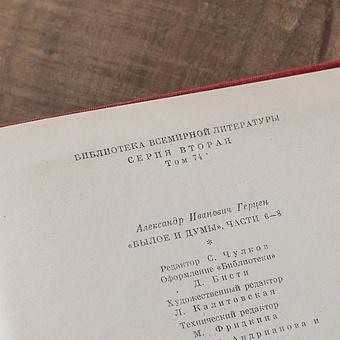 БИБЛИОТЕКА ВСЕМИРНОЙ ЛИТЕРАТУРЫ
СЕРИЯ ВТОРАЯ
Том 74
Александр Иванович Герцен
«БЫЛОЕ И ДУМЫ», ЧАСТИ 6—8
*
Редактор С. Чулков
Оформление «Библиотеки»
Д. Бисти
Художественный редактор
Л. Калитовская
Технический редактор
М. Фридкина
Андрианова и